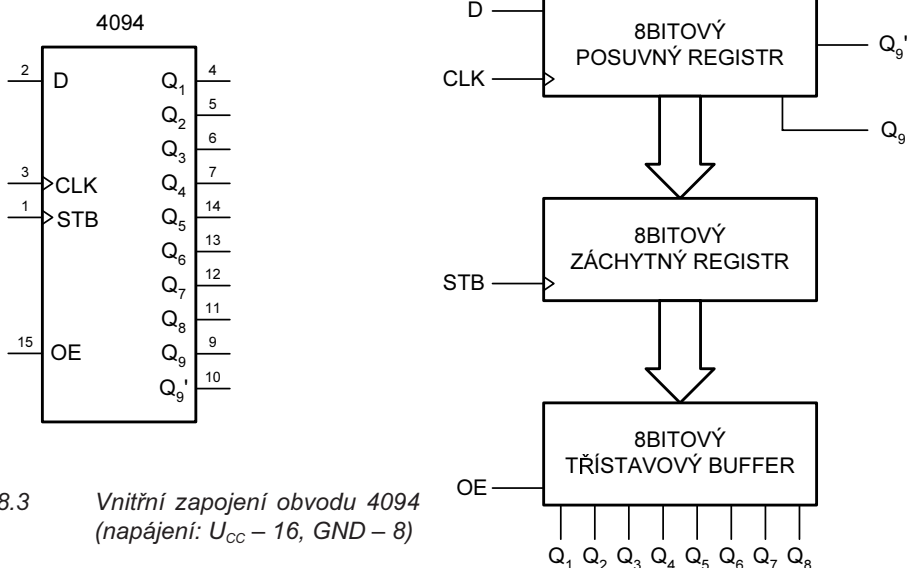 4094
2 D Q1 4
Q2 5
Q3 6
3 CLK Q4 7
1 STB Q5 14
Q6 13
Q7 12
Q8 11
15 OE Q9 9
Q9' 10
8.3 Vnitřní zapojení obvodu 4094
(napájení: UCC – 16, GND – 8)
D
CLK
8BITOVÝ
POSUVNÝ REGISTR
Q9'
Q9
8BITOVÝ
ZÁCHYTNÝ REGISTR
STB
8BITOVÝ
TŘÍSTAVOVÝ BUFFER
OE
Q1 Q2 Q3 Q4 Q5 Q6 Q7 Q8